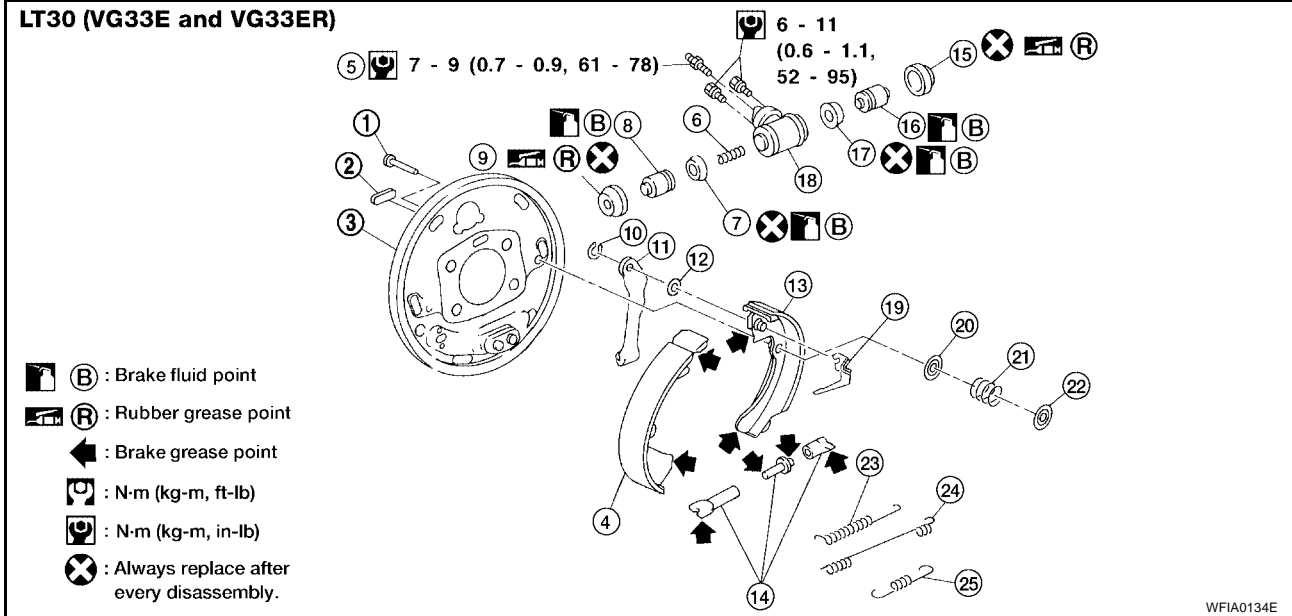 LT30 (VG33E and VG33ER)
6 - 11
(0.6 - 1.1,
52 - 95)
5 7 - 9 (0.7 - 0.9, 61 - 78)
15 R
1
B 8
6
16 B
2
9 R
17 B
18
3
7 B
10
11
12
13
19
20
21
22
B : Brake fluid point
R : Rubber grease point
: Brake grease point
: N·m (kg-m, ft-lb)
: N·m (kg-m, in-lb)
: Always replace after
every disassembly.
4
23
24
14
25
WFIA0134E